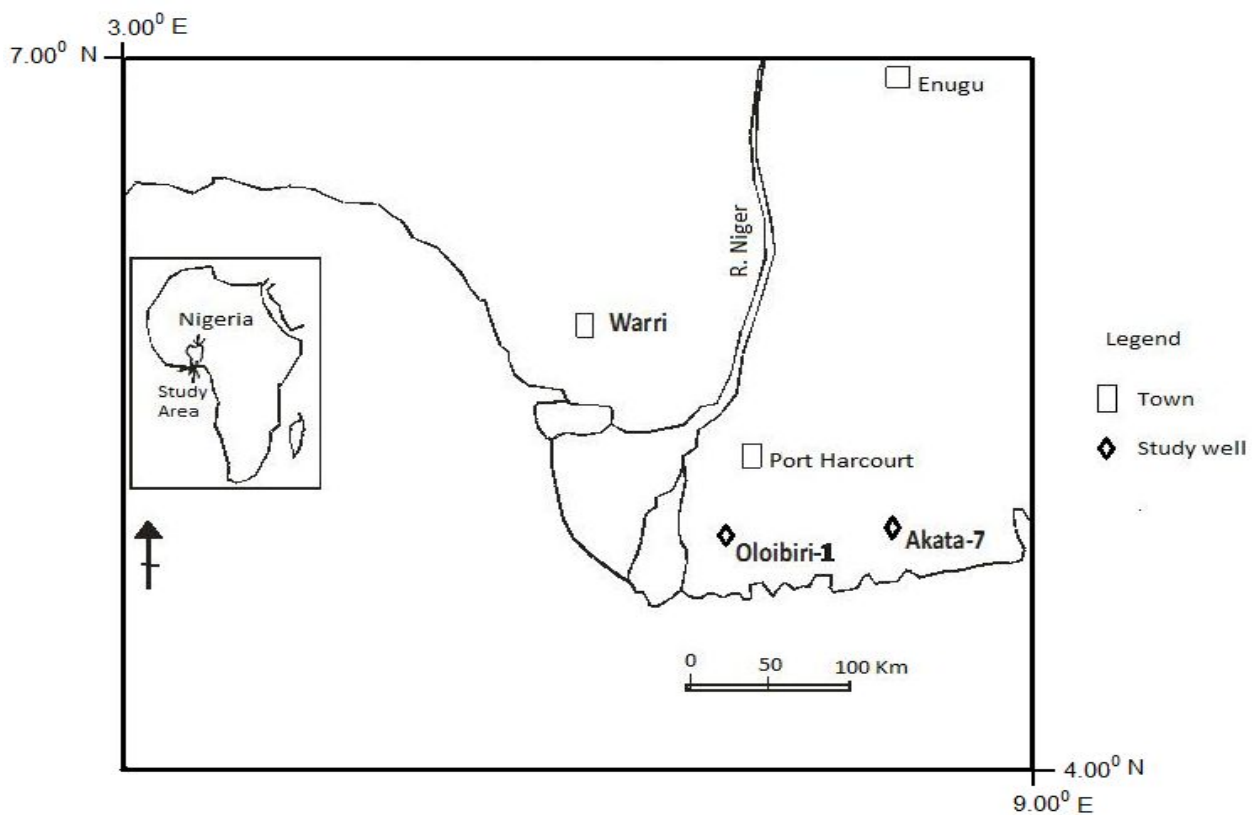 3.00⁰ E
7.00⁰ N
Enugu
R. Niger
Nigeria
Study
Area
Warri
Legend
Town
Study well
Port Harcourt
Oloibiri-1
Akata-7
0 50 100 Km
4.00⁰ N
9.00⁰ E